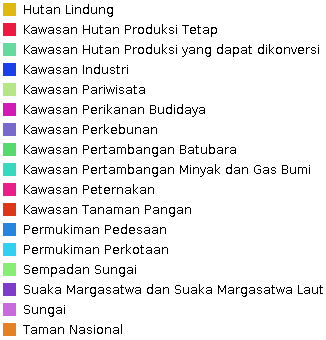 Hutan Lindung
Kawasan Hutan Produksi Tetap
Kawasan Hutan Produksi yang dapat dikonversi
Kawasan Industri
Kawasan Pariwisata
Kawasan Perikanan Budidaya
Kawasan Perkebunan
Kawasan Pertambangan Batubara
Kawasan Pertambangan Minyak dan Gas Bumi
Kawasan Peternakan
Kawasan Tanaman Pangan
Permukiman Pedesaan
Permukiman Perkotaan
Sempadan Sungai
Suaka Margasatwa dan Suaka Margasatwa Laut
Sungai
Taman Nasional